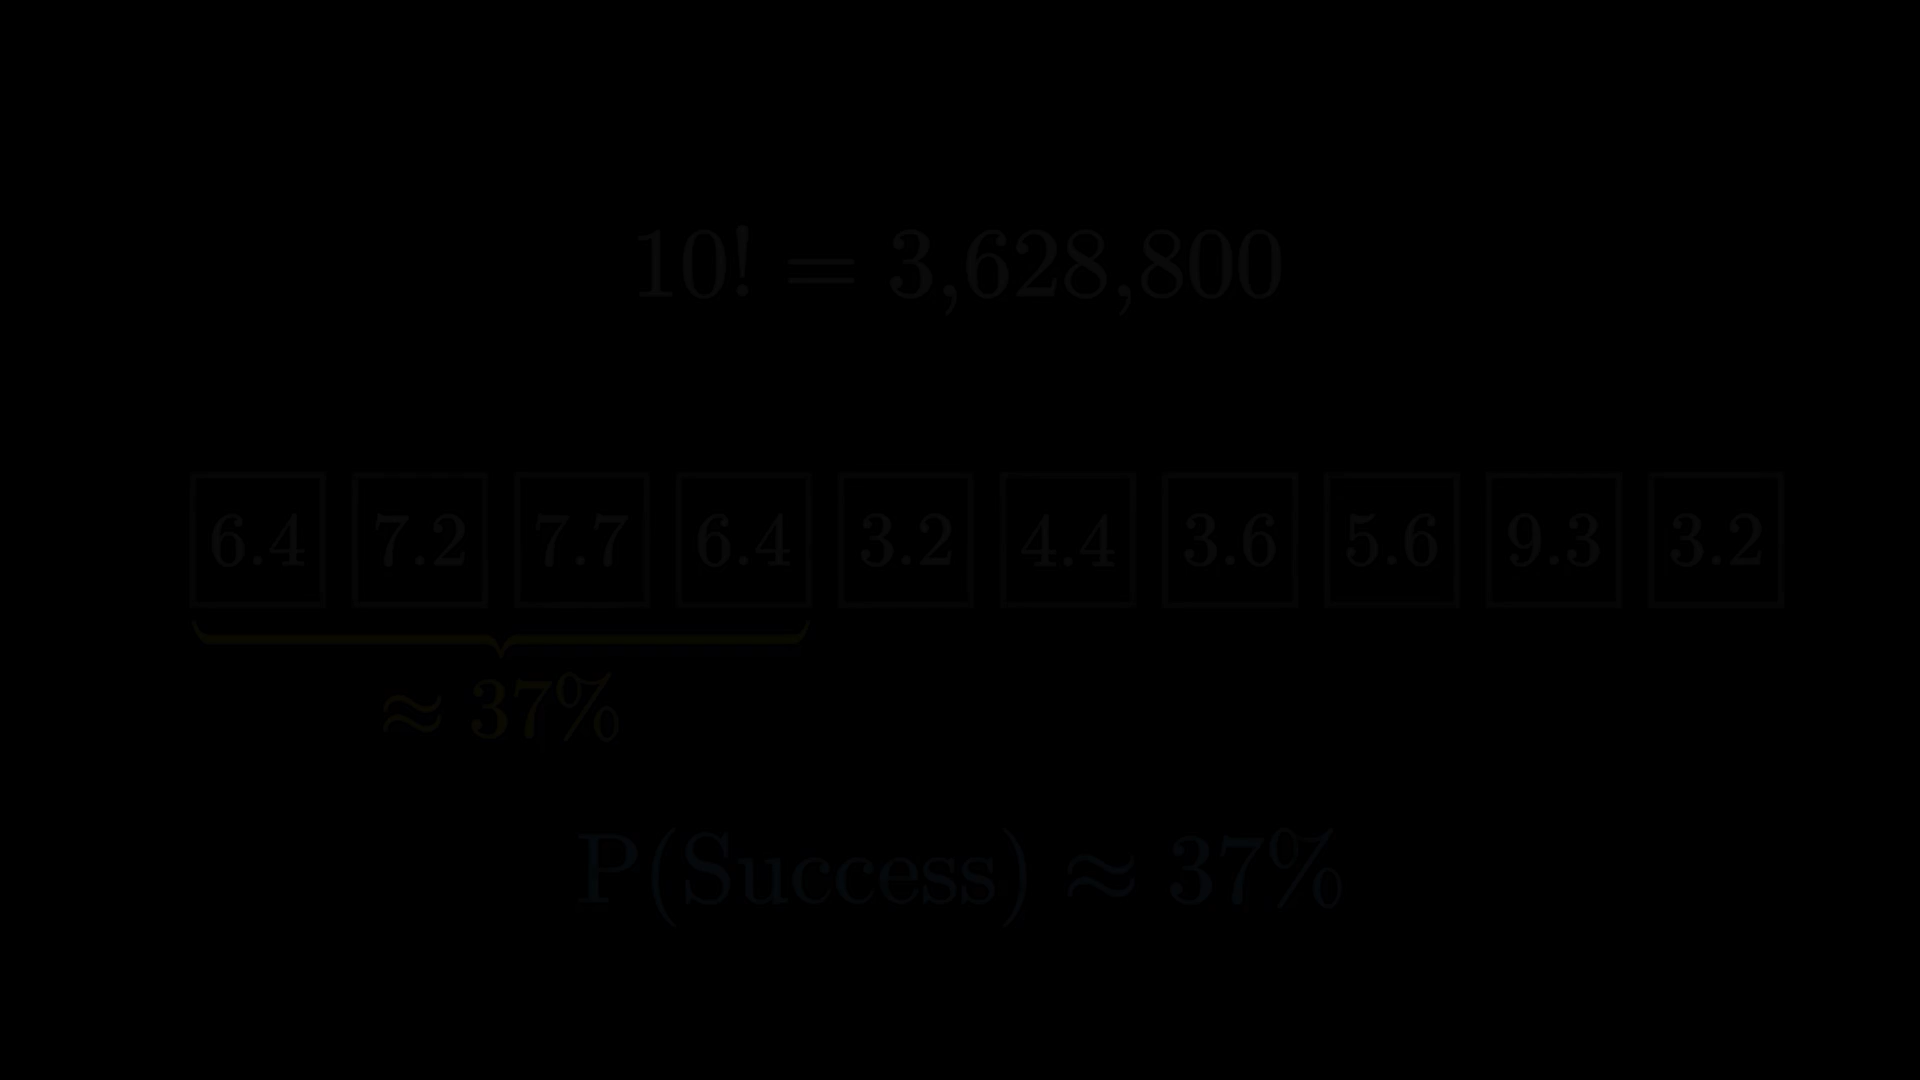 10! = 3,628,800
6.4 7.2 7.7 6.4 3.2 4.4 3.6 5.6 9.3 3.2
≈ 37%
P(Success) ≈ 37%